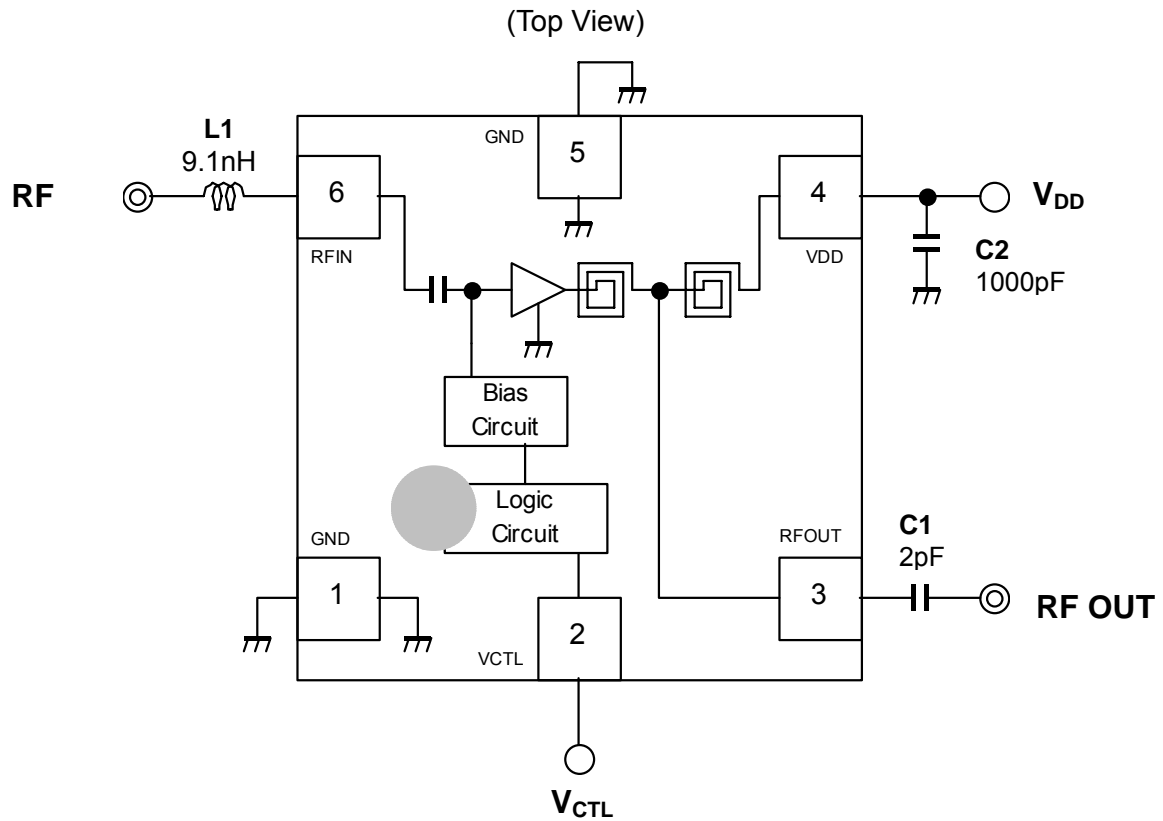 (Top View)
L1
9.1nH
RF
6
RFIN
GND
5
4
VDD
VDD
C2
1000pF
Bias
Circuit
Logic
Circuit
GND
1
2
VCTL
RFOUT
3
C1
2pF
RF OUT
VCTL